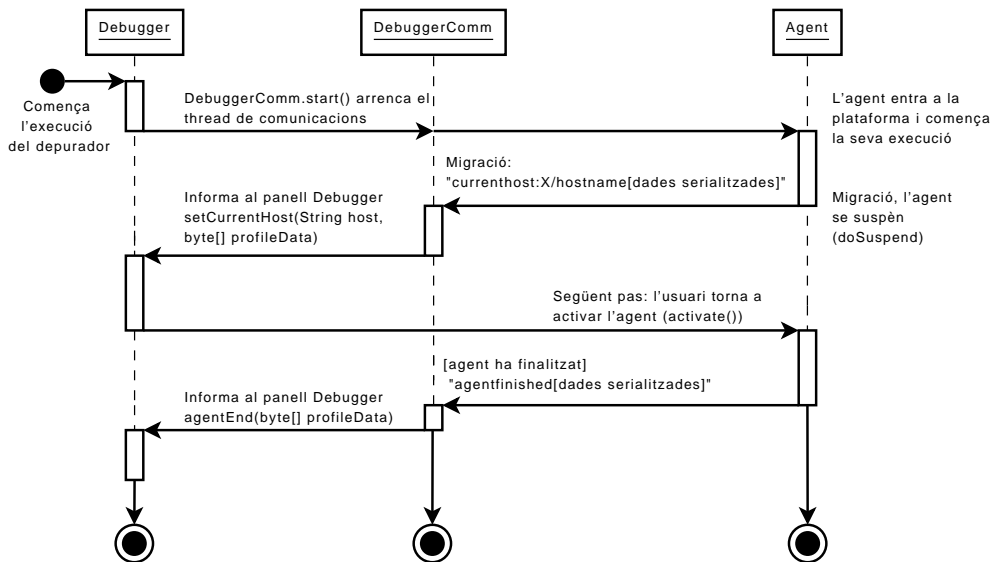 Debugger
DebuggerComm
Agent
Comença
l'execució
del depurador
DebuggerComm.start() arrenca el
thread de comunicacions
L'agent entra a la
plataforma i comença
la seva execució
Migració:
"currenthost:X/hostname[dades serialitzades]"
Informa al panell Debugger
setCurrentHost(String host,
byte[] profileData)
Migració, l'agent
se suspèn
(doSuspend)
Següent pas: l'usuari torna a
activar l'agent (activate())
[agent ha finalitzat]
"agentfinished[dades serialitzades]"
Informa al panell Debugger
agentEnd(byte[] profileData)